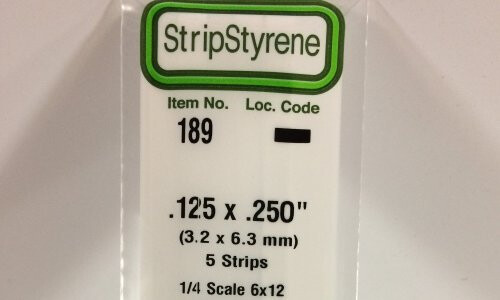 StripStyrene
Item No. Loc. Code
189
.125 x .250"
(3.2 x 6.3 mm)
5 Strips
1/4 Scale 6x12